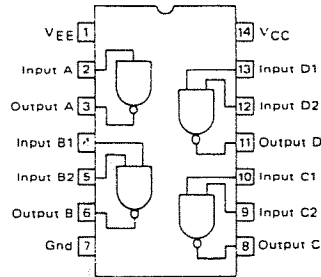 VEE 1 14 VCC
Input A 2 13 Input D1
Output A 3 12 Input D2
Input B1 4 11 Output D
Input B2 5 10 Input C1
Output B 6 9 Input C2
Gnd 7 8 Output C